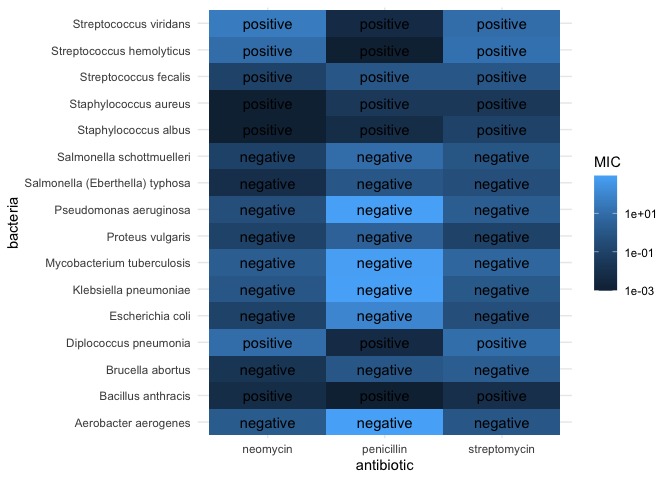 bacteria
Streptococcus viridans positive positive positive
Streptococcus hemolyticus positive positive positive
Streptococcus fecalis positive positive positive
Staphylococcus aureus positive positive positive
Staphylococcus albus positive positive positive
Salmonella schottmuelleri negative negative negative
Salmonella (Eberthella) typhosa negative negative negative
Pseudomonas aeruginosa negative negative negative
Proteus vulgaris negative negative negative
Mycobacterium tuberculosis negative negative negative
Klebsiella pneumoniae negative negative negative
Escherichia coli negative negative negative
Diplococcus pneumonia positive positive positive
Brucella abortus negative negative negative
Bacillus anthracis positive positive positive
Aerobacter aerogenes negative negative negative
neomycin penicillin streptomycin
antibiotic
MIC
1e+01
1e-01
1e-03